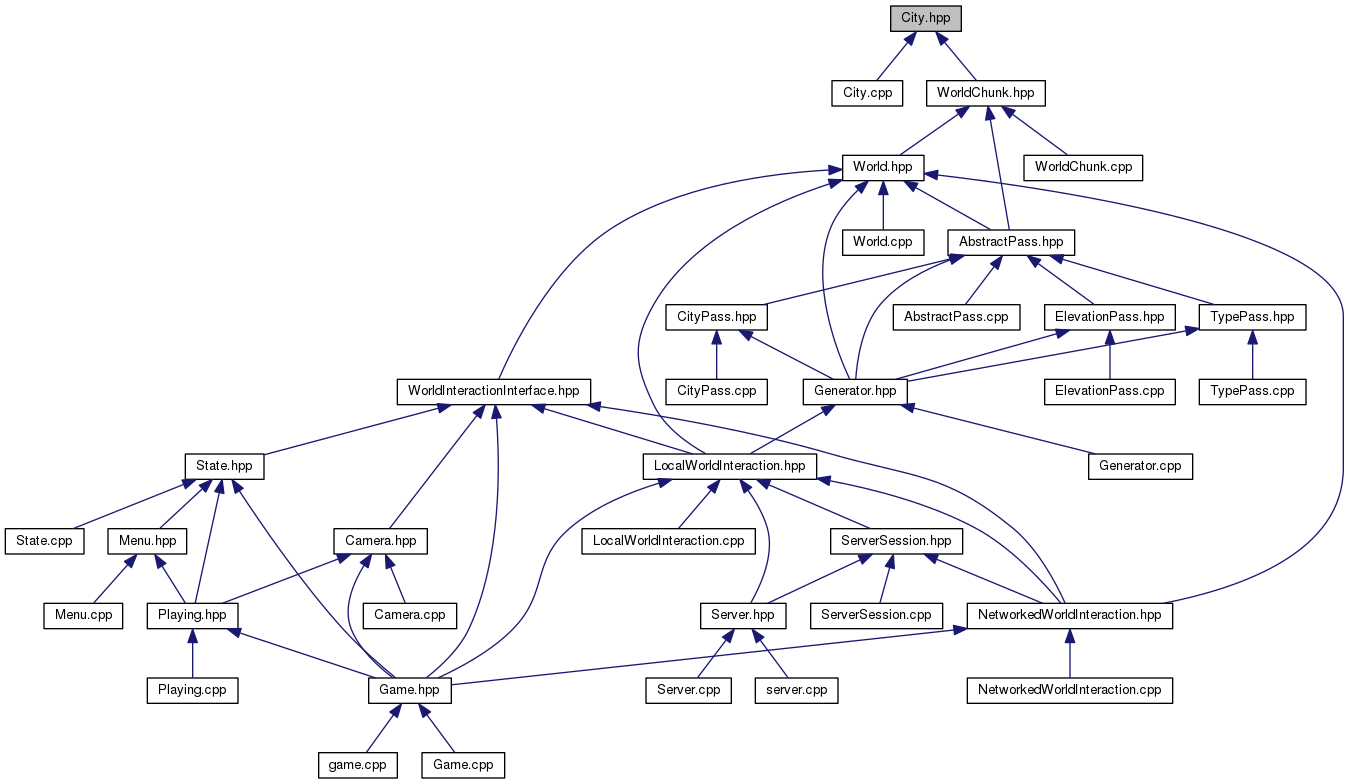 City.hpp
City.cpp
WorldChunk.hpp
World.hpp
WorldChunk.cpp
World.cpp
AbstractPass.hpp
CityPass.hpp
AbstractPass.cpp
ElevationPass.hpp
TypePass.hpp
WorldInteractionInterface.hpp
CityPass.cpp
Generator.hpp
ElevationPass.cpp
TypePass.cpp
State.hpp
LocalWorldInteraction.hpp
Generator.cpp
State.cpp
Menu.hpp
Camera.hpp
LocalWorldInteraction.cpp
ServerSession.hpp
Menu.cpp
Playing.hpp
Camera.cpp
Server.hpp
ServerSession.cpp
NetworkedWorldInteraction.hpp
Playing.cpp
Game.hpp
Server.cpp
server.cpp
NetworkedWorldInteraction.cpp
game.cpp
Game.cpp